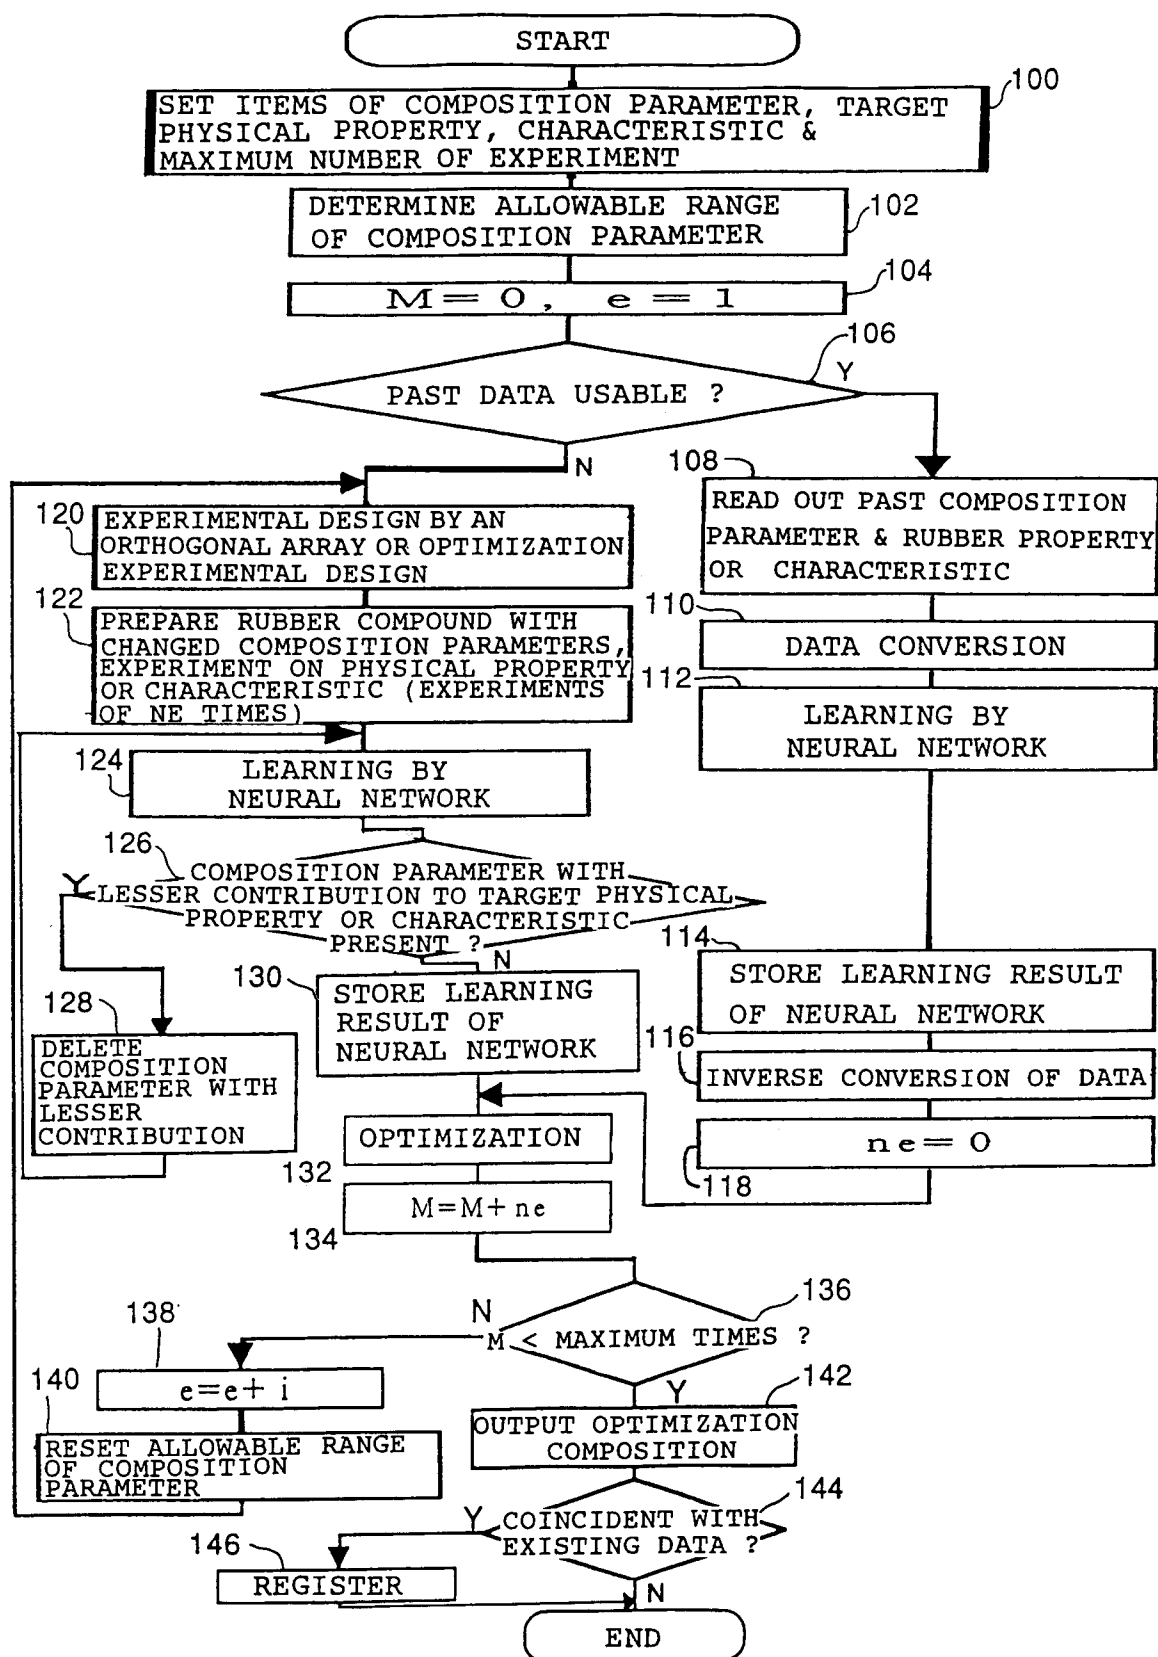 START
100
SET ITEMS OF COMPOSITION PARAMETER, TARGET
PHYSICAL PROPERTY, CHARACTERISTIC &
MAXIMUM NUMBER OF EXPERIMENT
102
DETERMINE ALLOWABLE RANGE
OF COMPOSITION PARAMETER
104
M = 0, e = 1
106
PAST DATA USABLE ?
Y
N
108
READ OUT PAST COMPOSITION
PARAMETER & RUBBER PROPERTY
OR CHARACTERISTIC
110
DATA CONVERSION
112
LEARNING BY
NEURAL NETWORK
114
STORE LEARNING RESULT
OF NEURAL NETWORK
116
INVERSE CONVERSION OF DATA
ne = 0
118
120
EXPERIMENTAL DESIGN BY AN
ORTHOGONAL ARRAY OR OPTIMIZATION
EXPERIMENTAL DESIGN
122
PREPARE RUBBER COMPOUND WITH
CHANGED COMPOSITION PARAMETERS,
EXPERIMENT ON PHYSICAL PROPERTY
OR CHARACTERISTIC (EXPERIMENTS
OF NE TIMES)
124
LEARNING BY
NEURAL NETWORK
126
COMPOSITION PARAMETER WITH
LESSER CONTRIBUTION TO TARGET PHYSICAL
PROPERTY OR CHARACTERISTIC
PRESENT ?
Y
N
128
DELETE
COMPOSITION
PARAMETER WITH
LESSER
CONTRIBUTION
130
STORE LEARNING
RESULT OF
NEURAL NETWORK
OPTIMIZATION
132
M=M+ ne
134
136
M < MAXIMUM TIMES ?
N
Y
138
e=e+ i
140
RESET ALLOWABLE RANGE
OF COMPOSITION
PARAMETER
142
OUTPUT OPTIMIZATION
COMPOSITION
144
COINCIDENT WITH
EXISTING DATA ?
Y
N
146
REGISTER
END